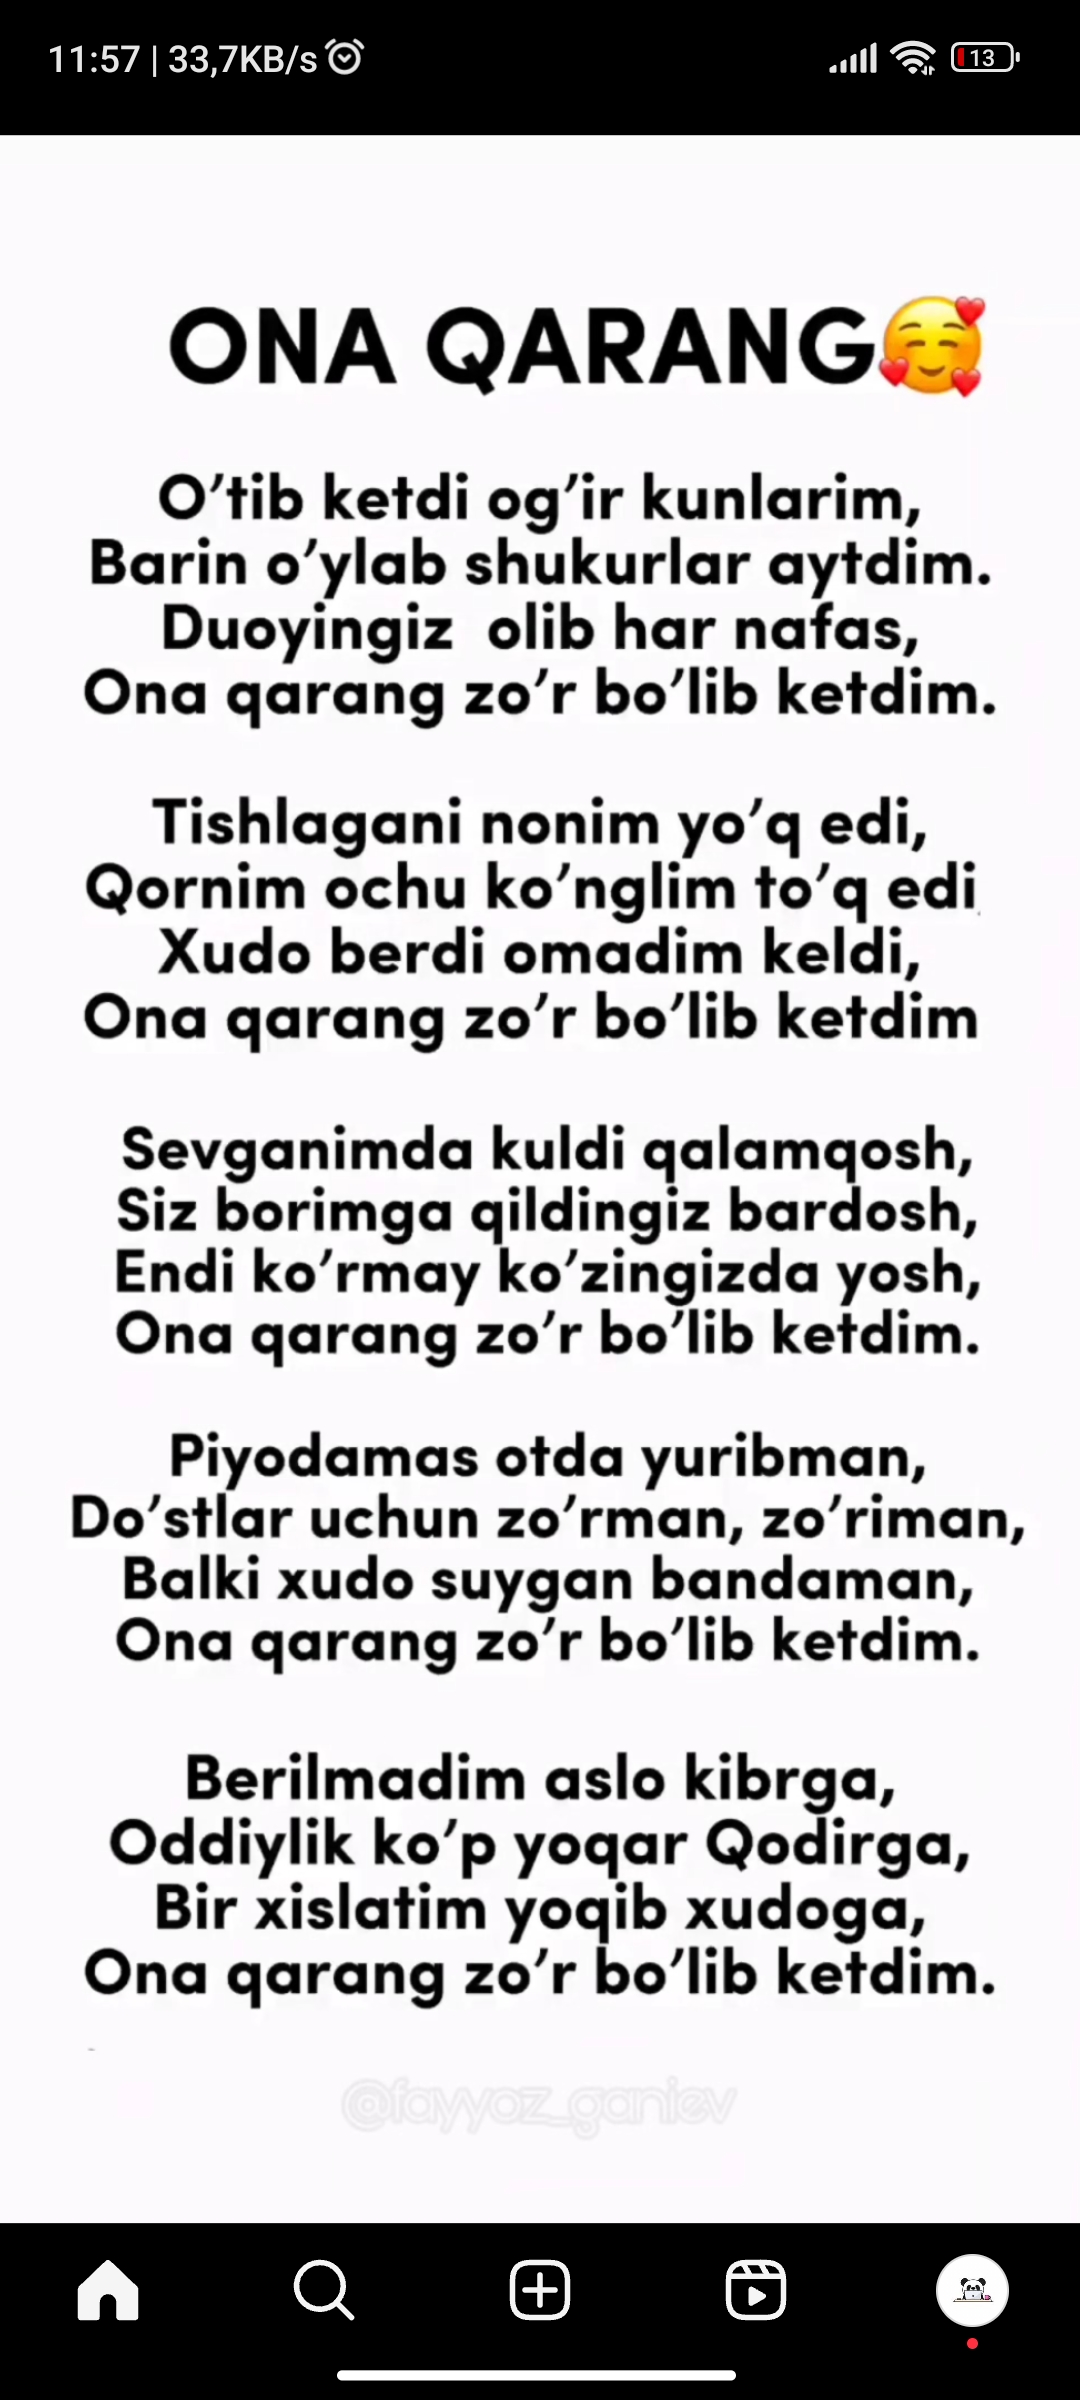 11:57 | 33,7KB/s
13
ONA QARANG🥰
O’tib ketdi og’ir kunlarim,
Barin o’ylab shukurlar aytdim.
Duoyingiz olib har nafas,
Ona qarang zo’r bo’lib ketdim.
Tishlagani nonim yo’q edi,
Qornim ochu ko’nglim to’q edi
Xudo berdi omadim keldi,
Ona qarang zo’r bo’lib ketdim
Sevganimda kuldi qalamqosh,
Siz borimga qildingiz bardosh,
Endi ko’rmay ko’zingizda yosh,
Ona qarang zo’r bo’lib ketdim.
Piyodamas otda yuribman,
Do’stlar uchun zo’rman, zo’riman,
Balki xudo suygan bandaman,
Ona qarang zo’r bo’lib ketdim.
Berilmadim aslo kibrga,
Oddiylik ko’p yoqar Qodirga,
Bir xislatim yoqib xudoga,
Ona qarang zo’r bo’lib ketdim.
@fayyoz_ganiev